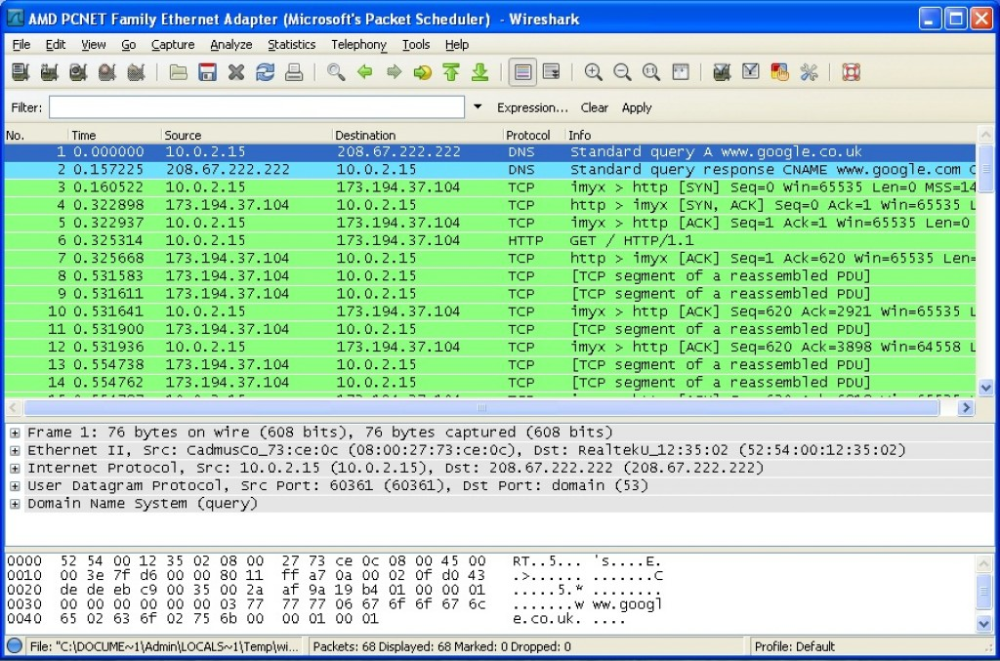 AMD PCNET Family Ethernet Adapter (Microsoft's Packet Scheduler) - Wireshark
File Edit View Go Capture Analyze Statistics Telephony Tools Help
Filter: Expression... Clear Apply
No. Time Source Destination Protocol Info
1 0.000000 10.0.2.15 208.67.222.222 DNS Standard query A www.google.co.uk
2 0.157225 208.67.222.222 10.0.2.15 DNS Standard query response CNAME www.google.com C
3 0.160522 10.0.2.15 173.194.37.104 TCP imyx > http [SYN] Seq=0 Win=65535 Len=0 MSS=14
4 0.322898 173.194.37.104 10.0.2.15 TCP http > imyx [SYN, ACK] Seq=0 Ack=1 Win=65535 L
5 0.322937 10.0.2.15 173.194.37.104 TCP imyx > http [ACK] Seq=1 Ack=1 Win=65535 Len=0
6 0.325314 10.0.2.15 173.194.37.104 HTTP GET / HTTP/1.1
7 0.325668 173.194.37.104 10.0.2.15 TCP http > imyx [ACK] Seq=1 Ack=620 Win=65535 Len=
8 0.531583 173.194.37.104 10.0.2.15 TCP [TCP segment of a reassembled PDU]
9 0.531611 173.194.37.104 10.0.2.15 TCP [TCP segment of a reassembled PDU]
10 0.531641 10.0.2.15 173.194.37.104 TCP imyx > http [ACK] Seq=620 Ack=2921 Win=65535 L
11 0.531900 173.194.37.104 10.0.2.15 TCP [TCP segment of a reassembled PDU]
12 0.531936 10.0.2.15 173.194.37.104 TCP imyx > http [ACK] Seq=620 Ack=3898 Win=64558 L
13 0.554738 173.194.37.104 10.0.2.15 TCP [TCP segment of a reassembled PDU]
14 0.554762 173.194.37.104 10.0.2.15 TCP [TCP segment of a reassembled PDU]
Frame 1: 76 bytes on wire (608 bits), 76 bytes captured (608 bits)
Ethernet II, Src: CadmusCo_73:ce:0c (08:00:27:73:ce:0c), Dst: RealtekU_12:35:02 (52:54:00:12:35:02)
Internet Protocol, Src: 10.0.2.15 (10.0.2.15), Dst: 208.67.222.222 (208.67.222.222)
User Datagram Protocol, Src Port: 60361 (60361), Dst Port: domain (53)
Domain Name System (query)
0000 52 54 00 12 35 02 08 00 27 73 ce 0c 08 00 45 00 RT..5... 's....E.
0010 00 3e 7f d6 00 00 80 11 ff a7 0a 00 02 0f d0 43 .>...... .......C
0020 de de eb c9 00 35 00 2a af 9a 19 b4 01 00 00 01 .....5.* ........
0030 00 00 00 00 00 00 03 77 77 77 06 67 6f 6f 67 6c .......w ww.googl
0040 65 02 63 6f 02 75 6b 00 00 01 00 01 e.co.uk. ....
File: "C:\DOCUME~1\Admin\LOCALS~1\Temp\wi... Packets: 68 Displayed: 68 Marked: 0 Dropped: 0 Profile: Default